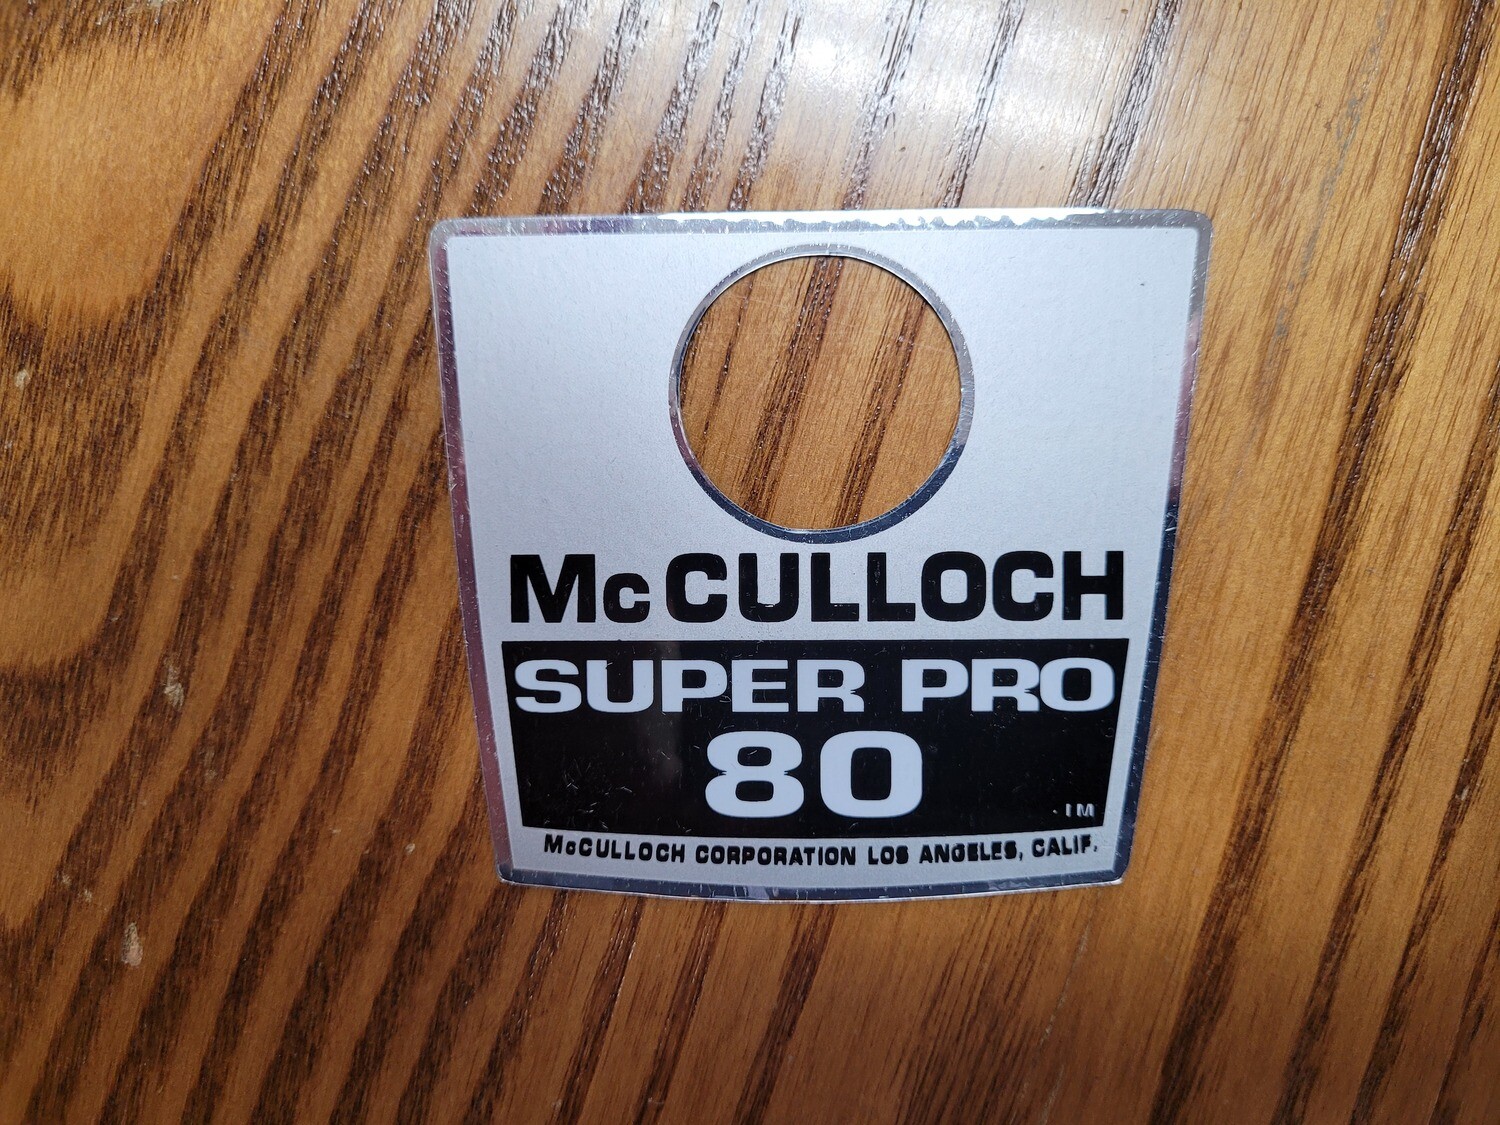 McCULLOCH
SUPER PRO
80
TM
McCULLOCH CORPORATION LOS ANGELES, CALIF.